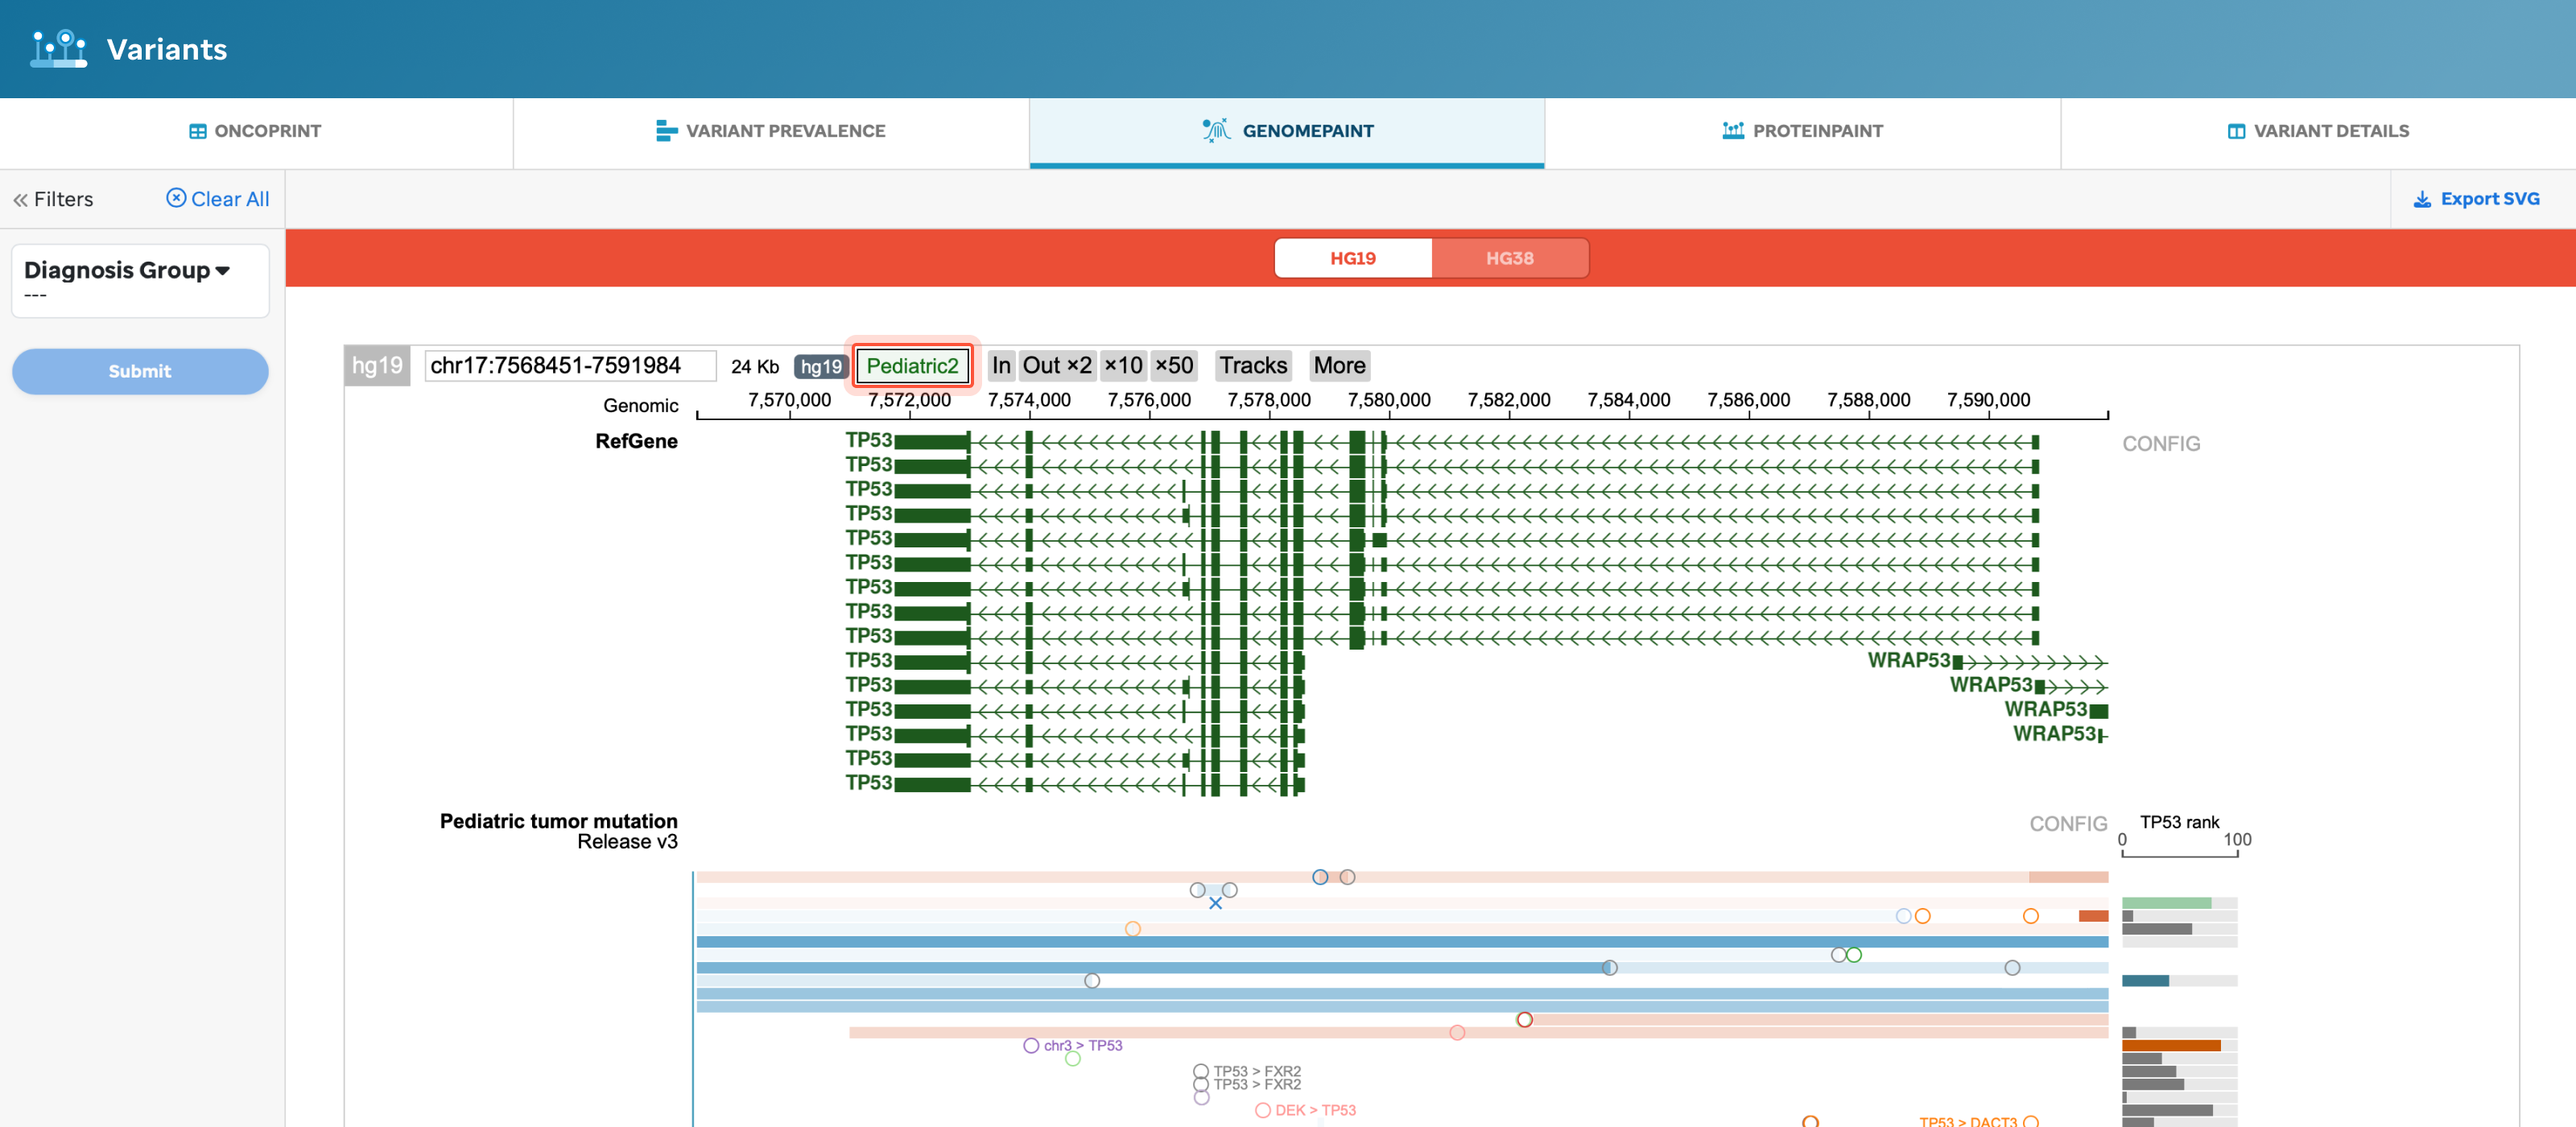 Variants
ONCOPRINT
VARIANT PREVALENCE
GENOMEPAINT
PROTEINPAINT
VARIANT DETAILS
Filters
Clear All
Export SVG
Diagnosis Group
---
Submit
HG19
HG38
hg19 chr17:7568451-7591984 24 Kb hg19 Pediatric2 In Out ×2 ×10 ×50 Tracks More
Genomic 7,570,000 7,572,000 7,574,000 7,576,000 7,578,000 7,580,000 7,582,000 7,584,000 7,586,000 7,588,000 7,590,000
RefGene TP53 CONFIG
TP53
TP53
TP53
TP53
TP53
TP53
TP53
TP53
TP53 WRAP53
TP53 WRAP53
TP53 WRAP53
TP53 WRAP53
TP53
TP53
Pediatric tumor mutation CONFIG TP53 rank
Release v3 0 100
chr3 > TP53
TP53 > FXR2
TP53 > FXR2
DEK > TP53
TP53 > DACT3